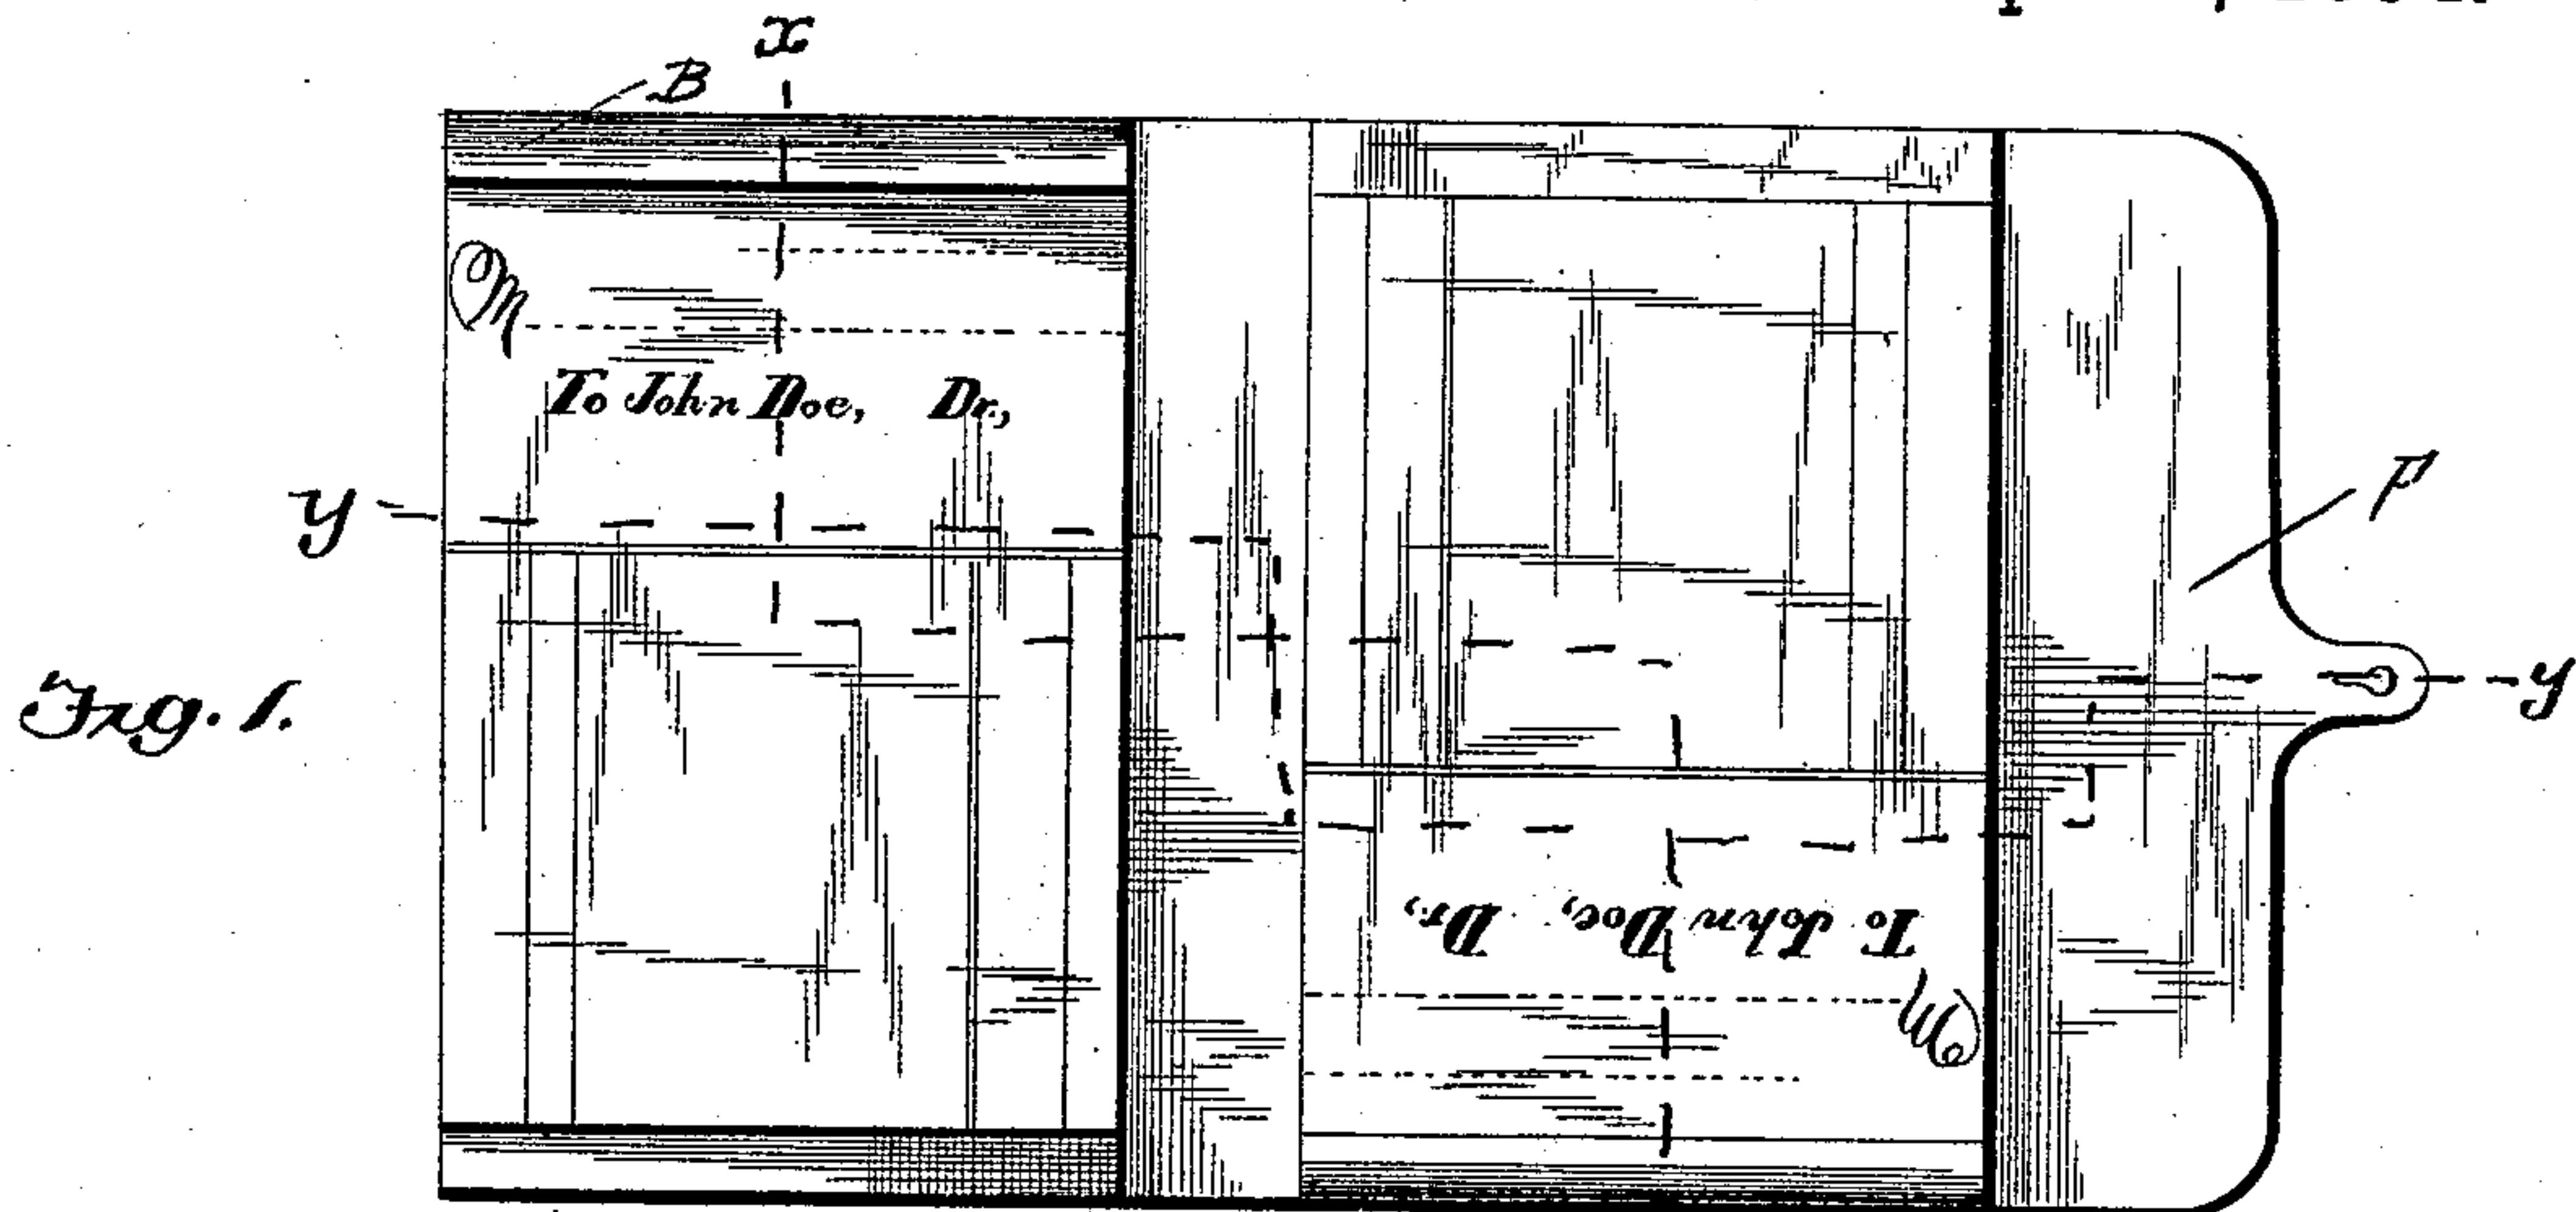 x
B
M
To John Doe, Dr.,
y
P
Fig. 1.
y
To John Doe, Dr.,
M